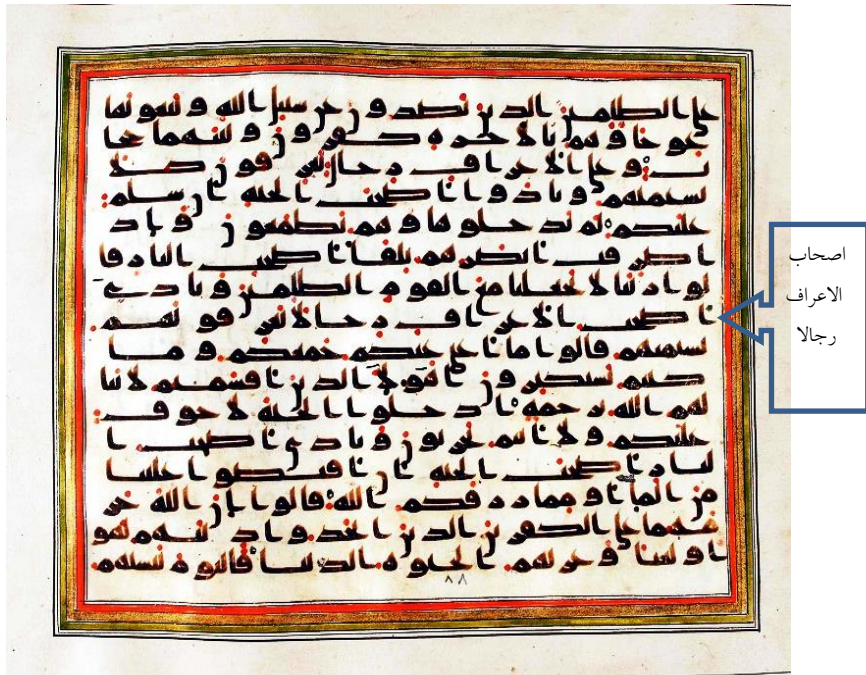 على الظلمين الذين يصدون عن سبيل الله ويبغونها
عوجا وهم بالاخرة كفرون وبينهما حجا
ب وعلى الاعراف رجال يعرفون كلا
بسيمهم ونادوا اصحب الجنة ان سلم
عليكم لم يدخلوها وهم يطمعون واذ
ا صرفت ابصرهم تلقا اصحب النار قا
لوا ربنا لا تجعلنا مع القوم الظلمين ونادى
اصحب الاعراف رجالا يعرفونهم
بسيمهم قالوا ما اغنى عنكم جمعكم وما
كنتم تستكبرون اهولا الذين اقسمتم لا ينا
لهم الله برحمة ادخلوا الجنة لا خوف
عليكم ولا انتم تحزنون ونادى اصحب ا
لنار اصحب الجنة ان افيضوا علينا
من الما او مما رزقكم الله قالوا ان الله حر
مهما على الكفرين الذين اتخذوا دينهم لهو
ا ولعبا وغرتهم الحيوة الدنيا فاليوم ننسيهم
٨٨
اصحاب
الاعراف
رجالا